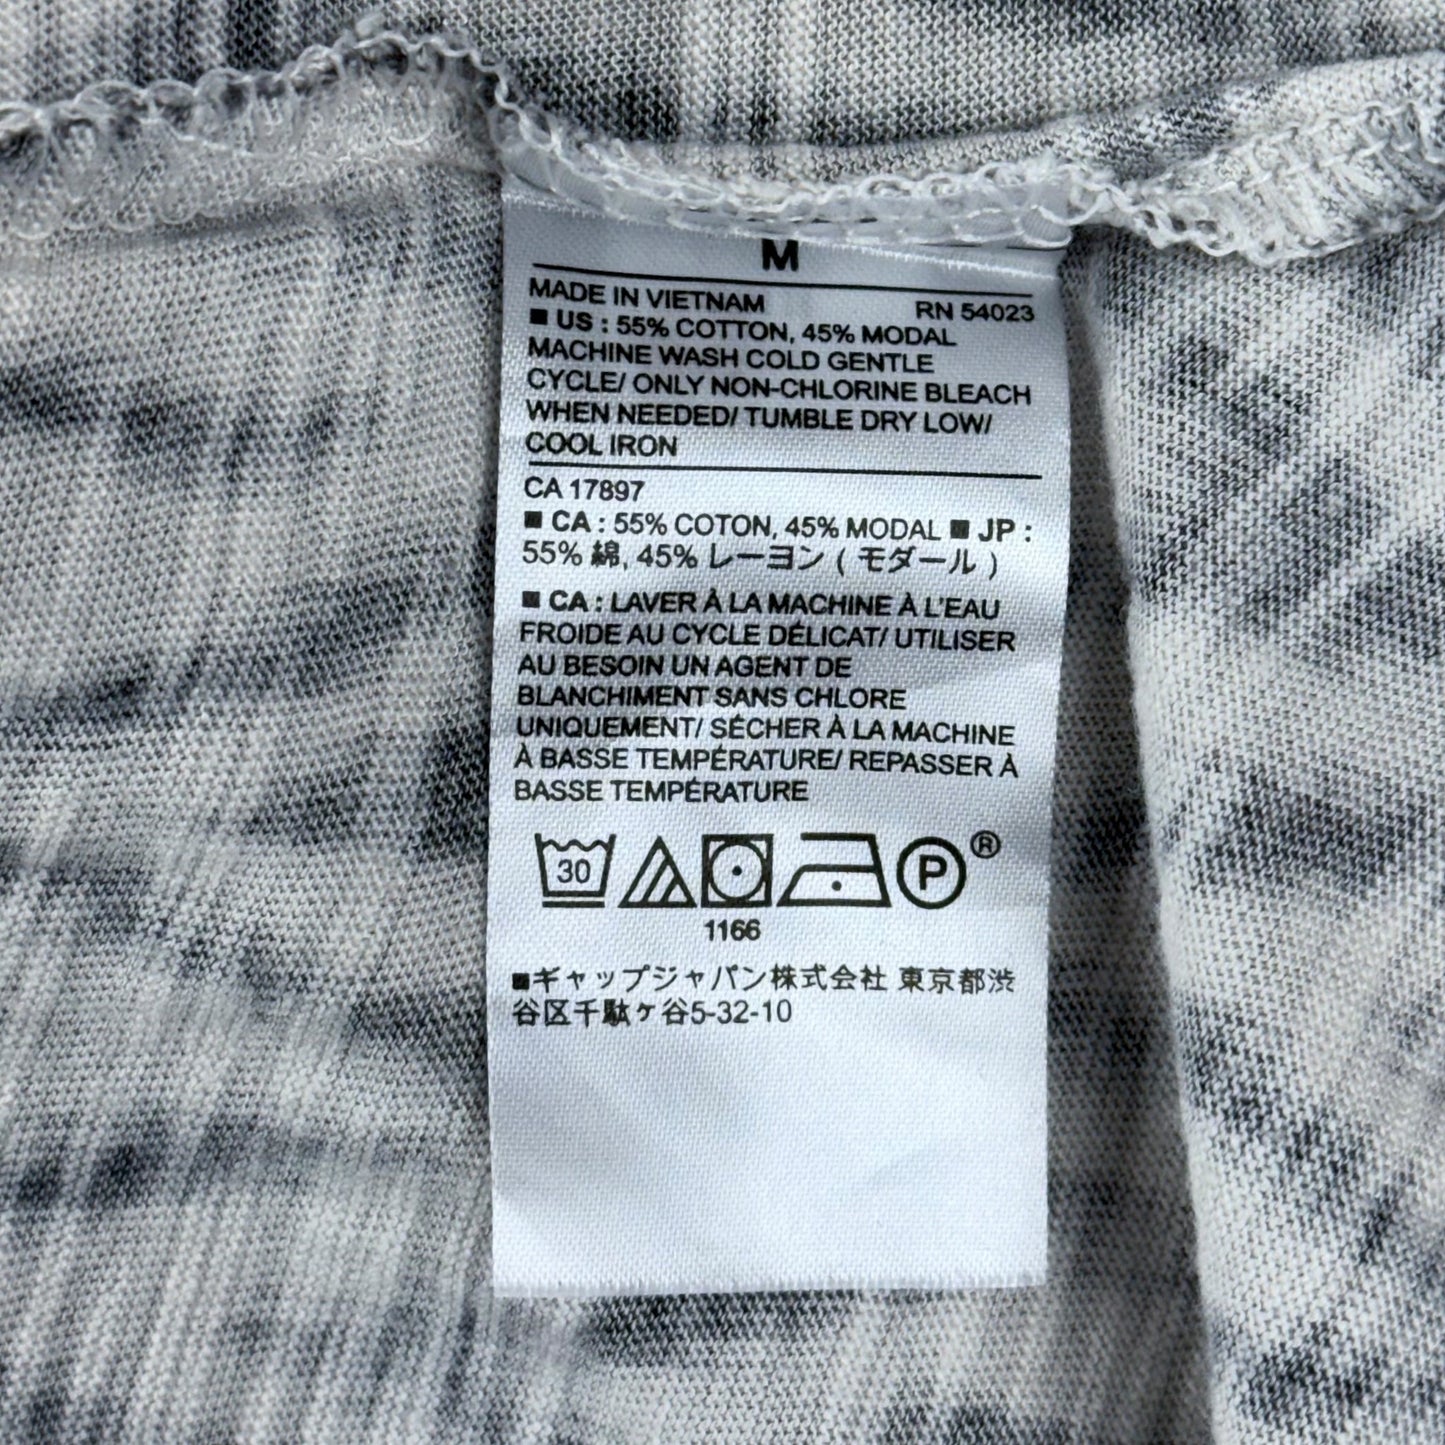 M
MADE IN VIETNAM RN 54023
■ US : 55% COTTON, 45% MODAL
MACHINE WASH COLD GENTLE
CYCLE/ ONLY NON-CHLORINE BLEACH
WHEN NEEDED/ TUMBLE DRY LOW/
COOL IRON
CA 17897
■ CA : 55% COTON, 45% MODAL ■ JP :
55% 綿, 45% レーヨン ( モダール )
■ CA : LAVER À LA MACHINE À L'EAU
FROIDE AU CYCLE DÉLICAT/ UTILISER
AU BESOIN UN AGENT DE
BLANCHIMENT SANS CHLORE
UNIQUEMENT/ SÉCHER À LA MACHINE
À BASSE TEMPÉRATURE/ REPASSER À
BASSE TEMPÉRATURE
30 P ®
1166
■ギャップジャパン株式会社 東京都渋
谷区千駄ヶ谷5-32-10